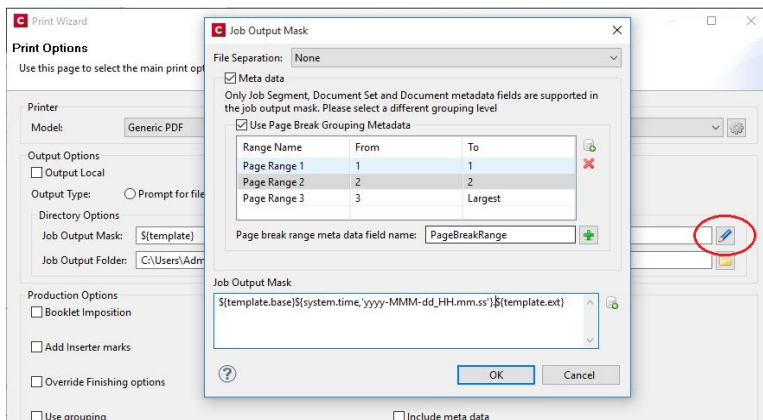 C Print Wizard
Print Options
Use this page to select the main print opt
Printer
Model: Generic PDF
Output Options
Output Local
Output Type: Prompt for file
Directory Options
Job Output Mask: ${template}
Job Output Folder: C:\Users\Adm
Production Options
Booklet Imposition
Add Inserter marks
Override Finishing options
Use grouping
Include meta data
C Job Output Mask
File Separation: None
Meta data
Only Job Segment, Document Set and Document metadata fields are supported in
the job output mask. Please select a different grouping level
Use Page Break Grouping Metadata
Range Name From To
Page Range 1 1 1
Page Range 2 2 2
Page Range 3 3 Largest
Page break range meta data field name: PageBreakRange
Job Output Mask
${template.base}${system.time,'yyyy-MMM-dd_HH.mm.ss'}.${template.ext}
?
OK Cancel